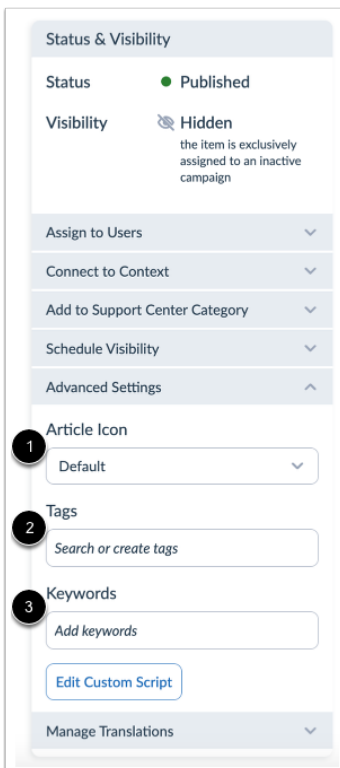 Status & Visibility
Status Published
Visibility Hidden
the item is exclusively
assigned to an inactive
campaign
Assign to Users
Connect to Context
Add to Support Center Category
Schedule Visibility
Advanced Settings
Article Icon
1
Default
Tags
2
Search or create tags
Keywords
3
Add keywords
Edit Custom Script
Manage Translations